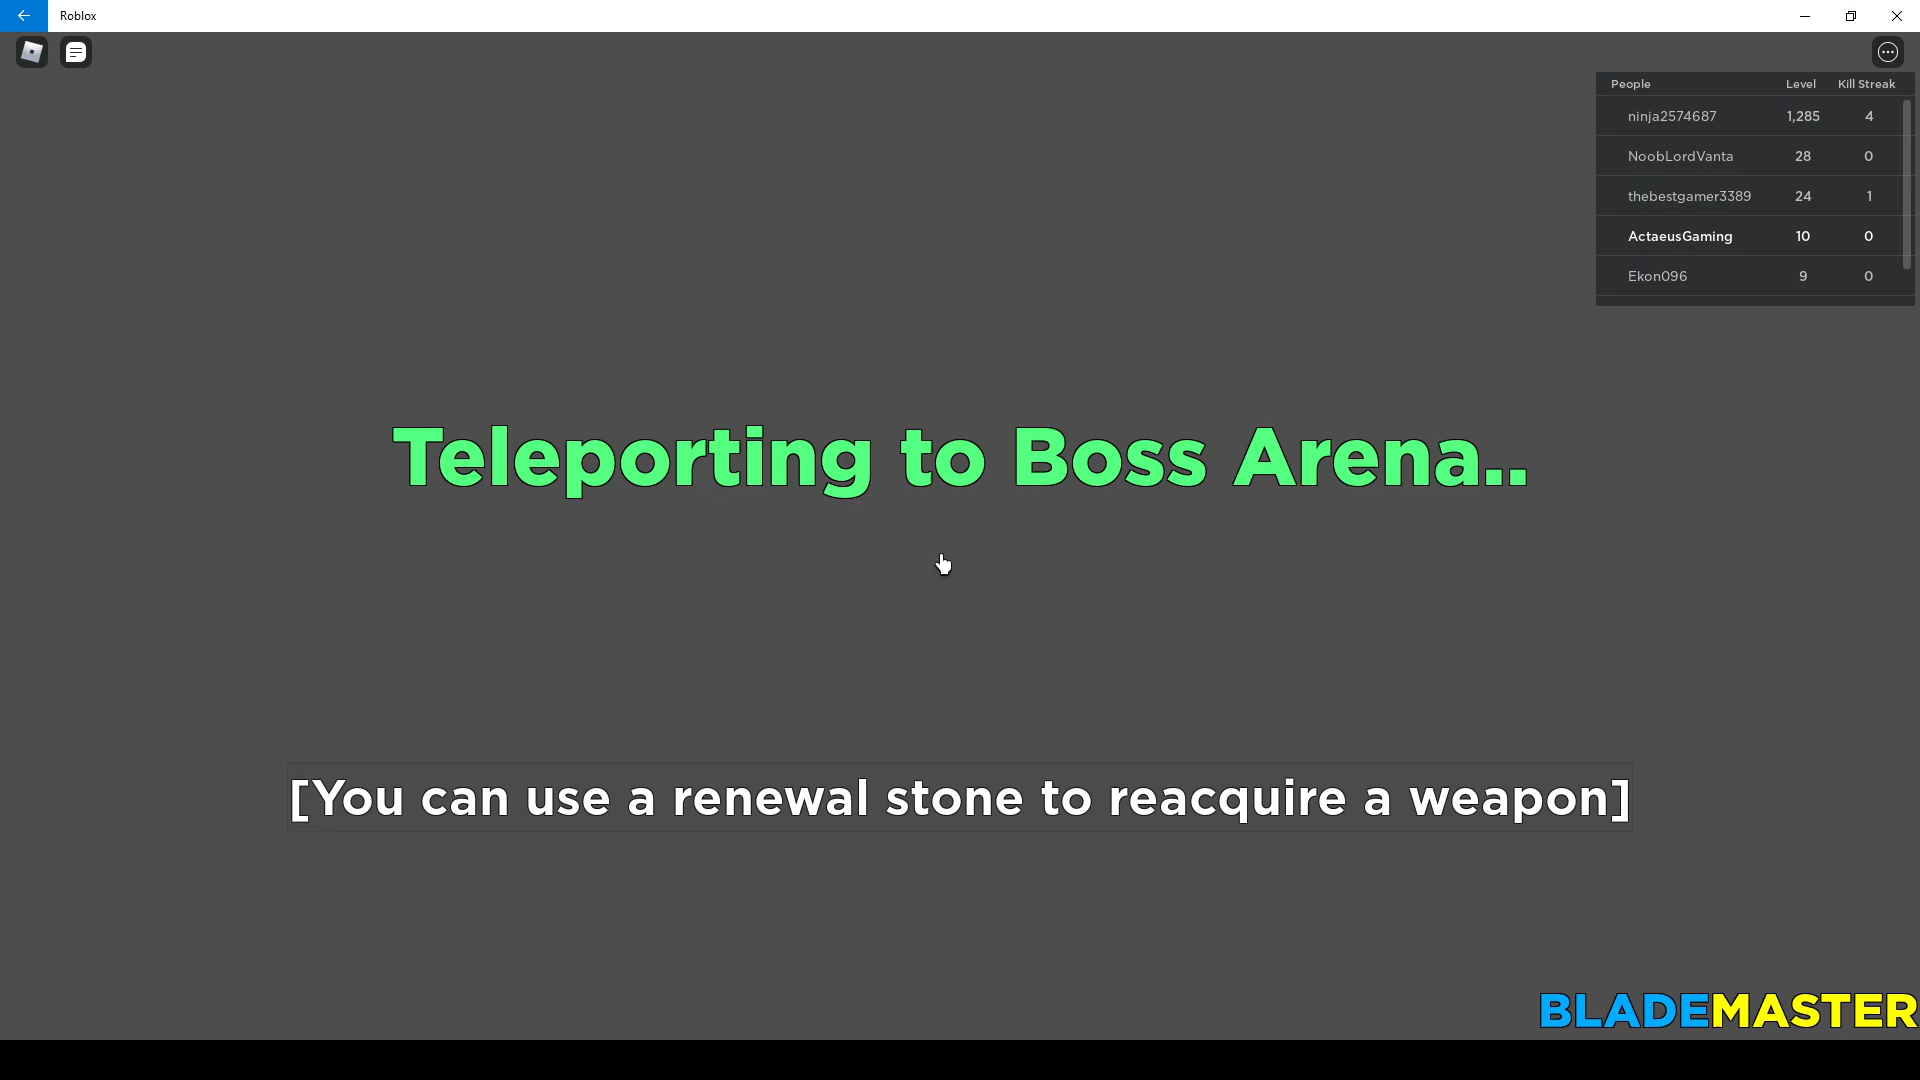 Roblox
People Level Kill Streak
ninja2574687 1,285 4
NoobLordVanta 28 0
thebestgamer3389 24 1
ActaeusGaming 10 0
Ekon096 9 0
Teleporting to Boss Arena..
[You can use a renewal stone to reacquire a weapon]
BLADEMASTER